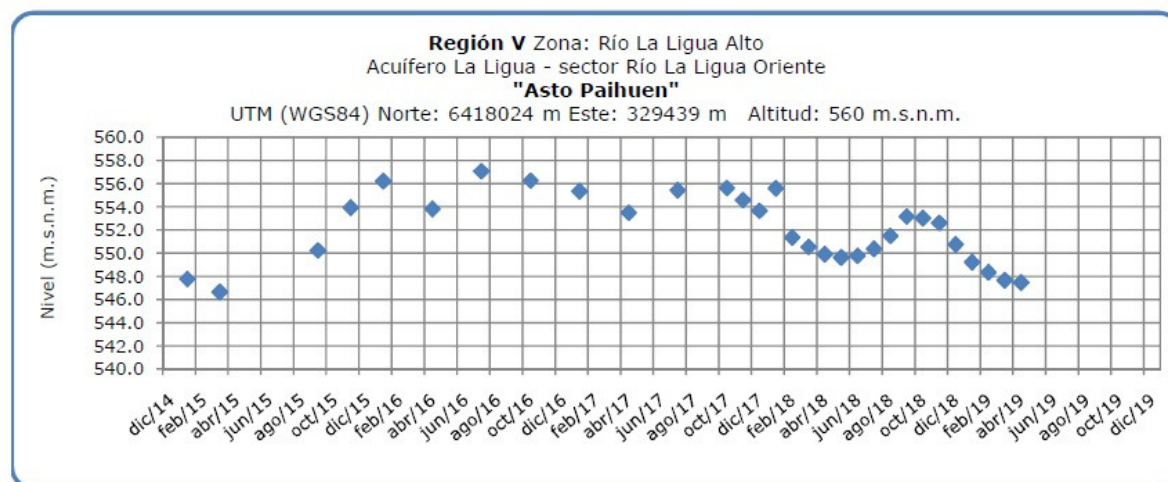 Región V Zona: Río La Ligua Alto
Acuífero La Ligua - sector Río La Ligua Oriente
"Asto Paihuen"
UTM (WGS84) Norte: 6418024 m Este: 329439 m Altitud: 560 m.s.n.m.
Nivel (m.s.n.m.)
560.0
558.0
556.0
554.0
552.0
550.0
548.0
546.0
544.0
542.0
540.0
dic/14
feb/15
abr/15
jun/15
ago/15
oct/15
dic/15
feb/16
abr/16
jun/16
ago/16
oct/16
dic/16
feb/17
abr/17
jun/17
ago/17
oct/17
dic/17
feb/18
abr/18
jun/18
ago/18
oct/18
dic/18
feb/19
abr/19
jun/19
ago/19
oct/19
dic/19